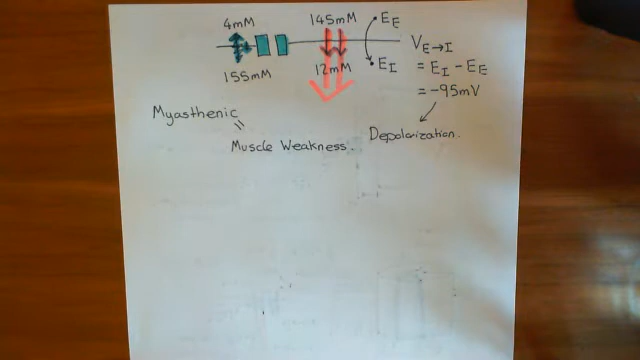 4mM
145mM
E_E
155mM
12mM
E_I
V_E→I
= E_I - E_E
= -95mV
Myasthenic
Muscle Weakness.
Depolarization.